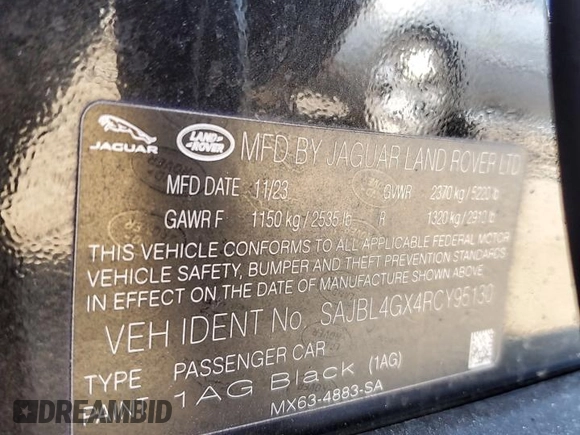 JAGUAR
LAND ROVER
MFD BY JAGUAR LAND ROVER LTD
MFD DATE 11/23 GVWR 2370 kg / 5220 lb
GAWR F 1150 kg / 2535 lb R 1320 kg / 2910 lb
THIS VEHICLE CONFORMS TO ALL APPLICABLE FEDERAL MOTOR
VEHICLE SAFETY, BUMPER AND THEFT PREVENTION STANDARDS
IN EFFECT ON THE DATE OF MANUFACTURE SHOWN ABOVE.
VEH IDENT No. SAJBL4GX4RCY95130
TYPE PASSENGER CAR
PAINT 1AG Black (1AG)
MX63-4883-SA
DREAMBID